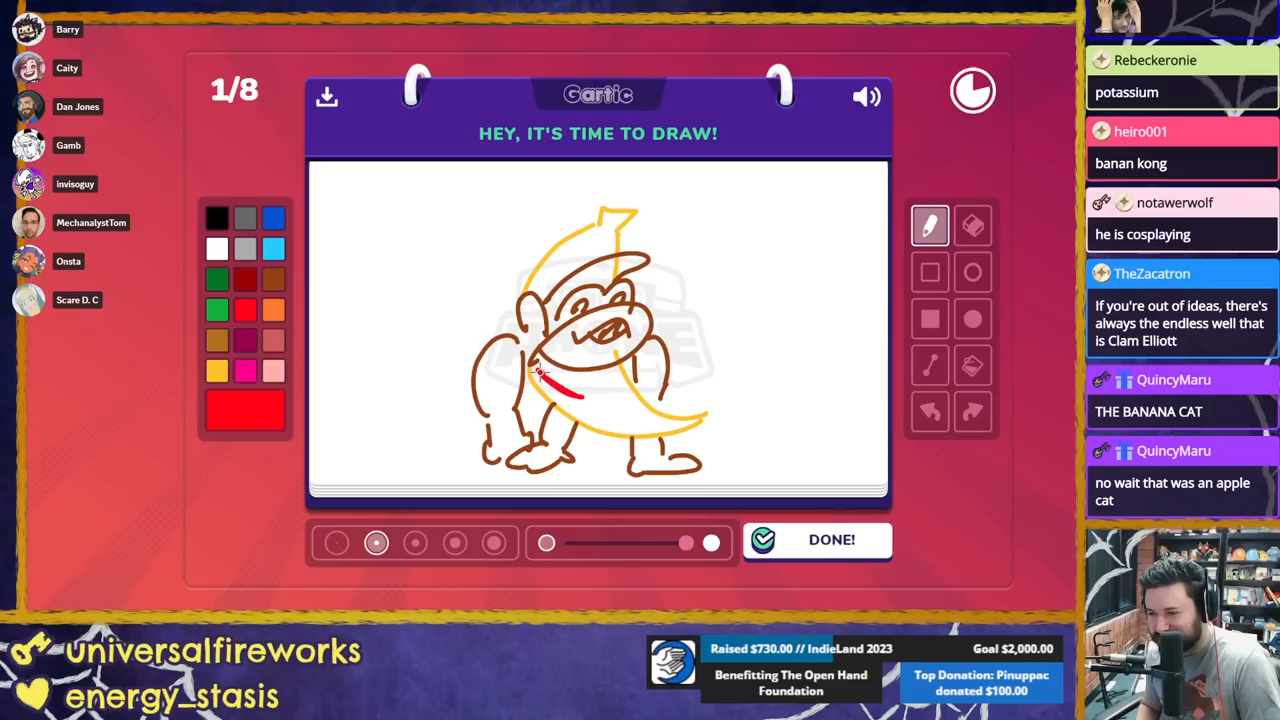 Barry
Caity
Dan Jones
Gamb
invisoguy
MechanalystTom
Onsta
Scare D. C
1/8
Gartic
HEY, IT'S TIME TO DRAW!
DONE!
Rebeckeronie
potassium
heiro001
banan kong
notawerwolf
he is cosplaying
TheZacatron
If you're out of ideas, there's
always the endless well that
is Clam Elliott
QuincyMaru
THE BANANA CAT
QuincyMaru
no wait that was an apple
cat
universalfireworks
energy_stasis
Raised $730.00 // IndieLand 2023
Goal $2,000.00
Benefitting The Open Hand
Foundation
Top Donation: Pinuppac
donated $100.00